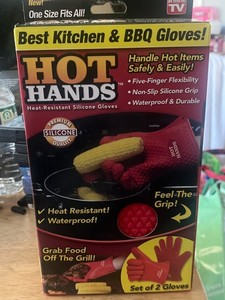 New!
One Size Fits All!
AS SEEN ON
TV
Best Kitchen & BBQ Gloves!
HOT
HANDS™
Heat-Resistant Silicone Gloves
Handle Hot Items
Safely & Easily!
• Five-Finger Flexibility
• Non-Slip Silicone Grip
• Waterproof & Durable
PREMIUM
SILICONE
QUALITY
HOT HANDS
✓ Heat Resistant!
✓ Waterproof!
Feel The
Grip!
Grab Food
Off The Grill!
Set of 2 Gloves